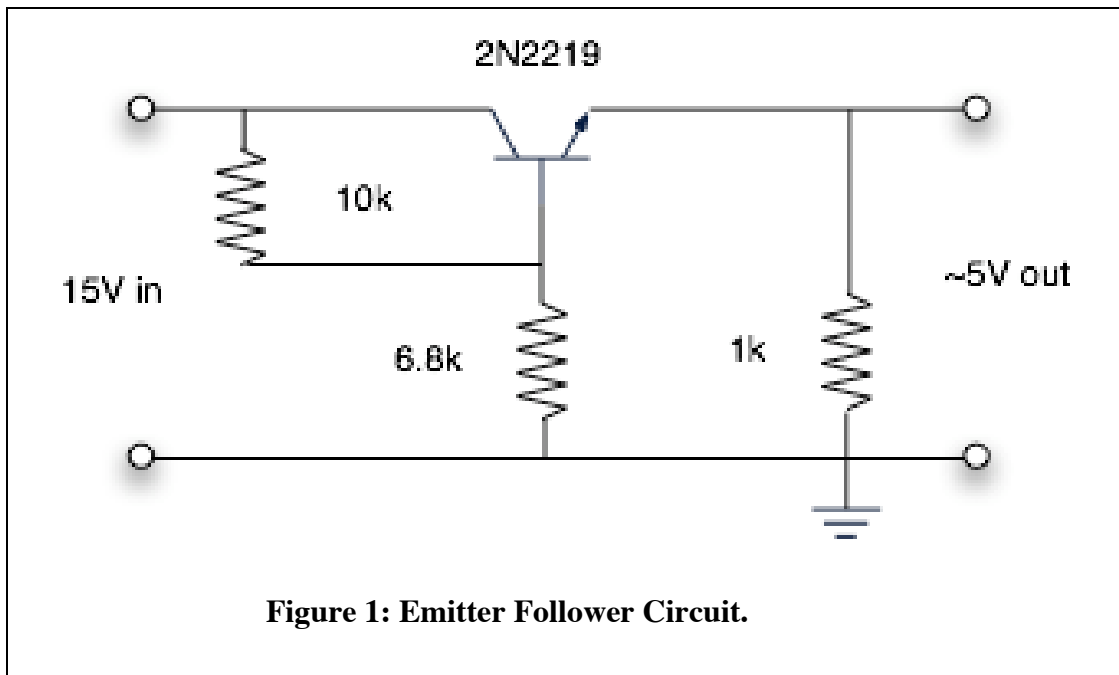 2N2219
10k
15V in
~5V out
6.8k
1k
Figure 1: Emitter Follower Circuit.